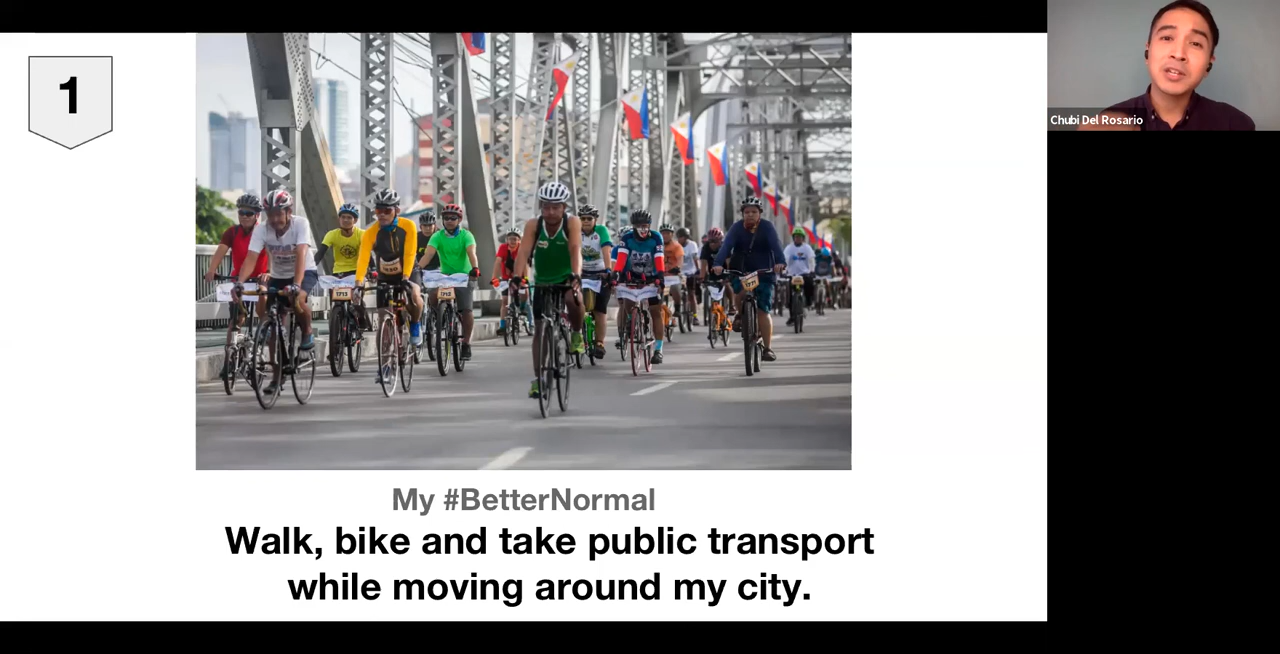 1
Chubi Del Rosario
My #BetterNormal
Walk, bike and take public transport
while moving around my city.